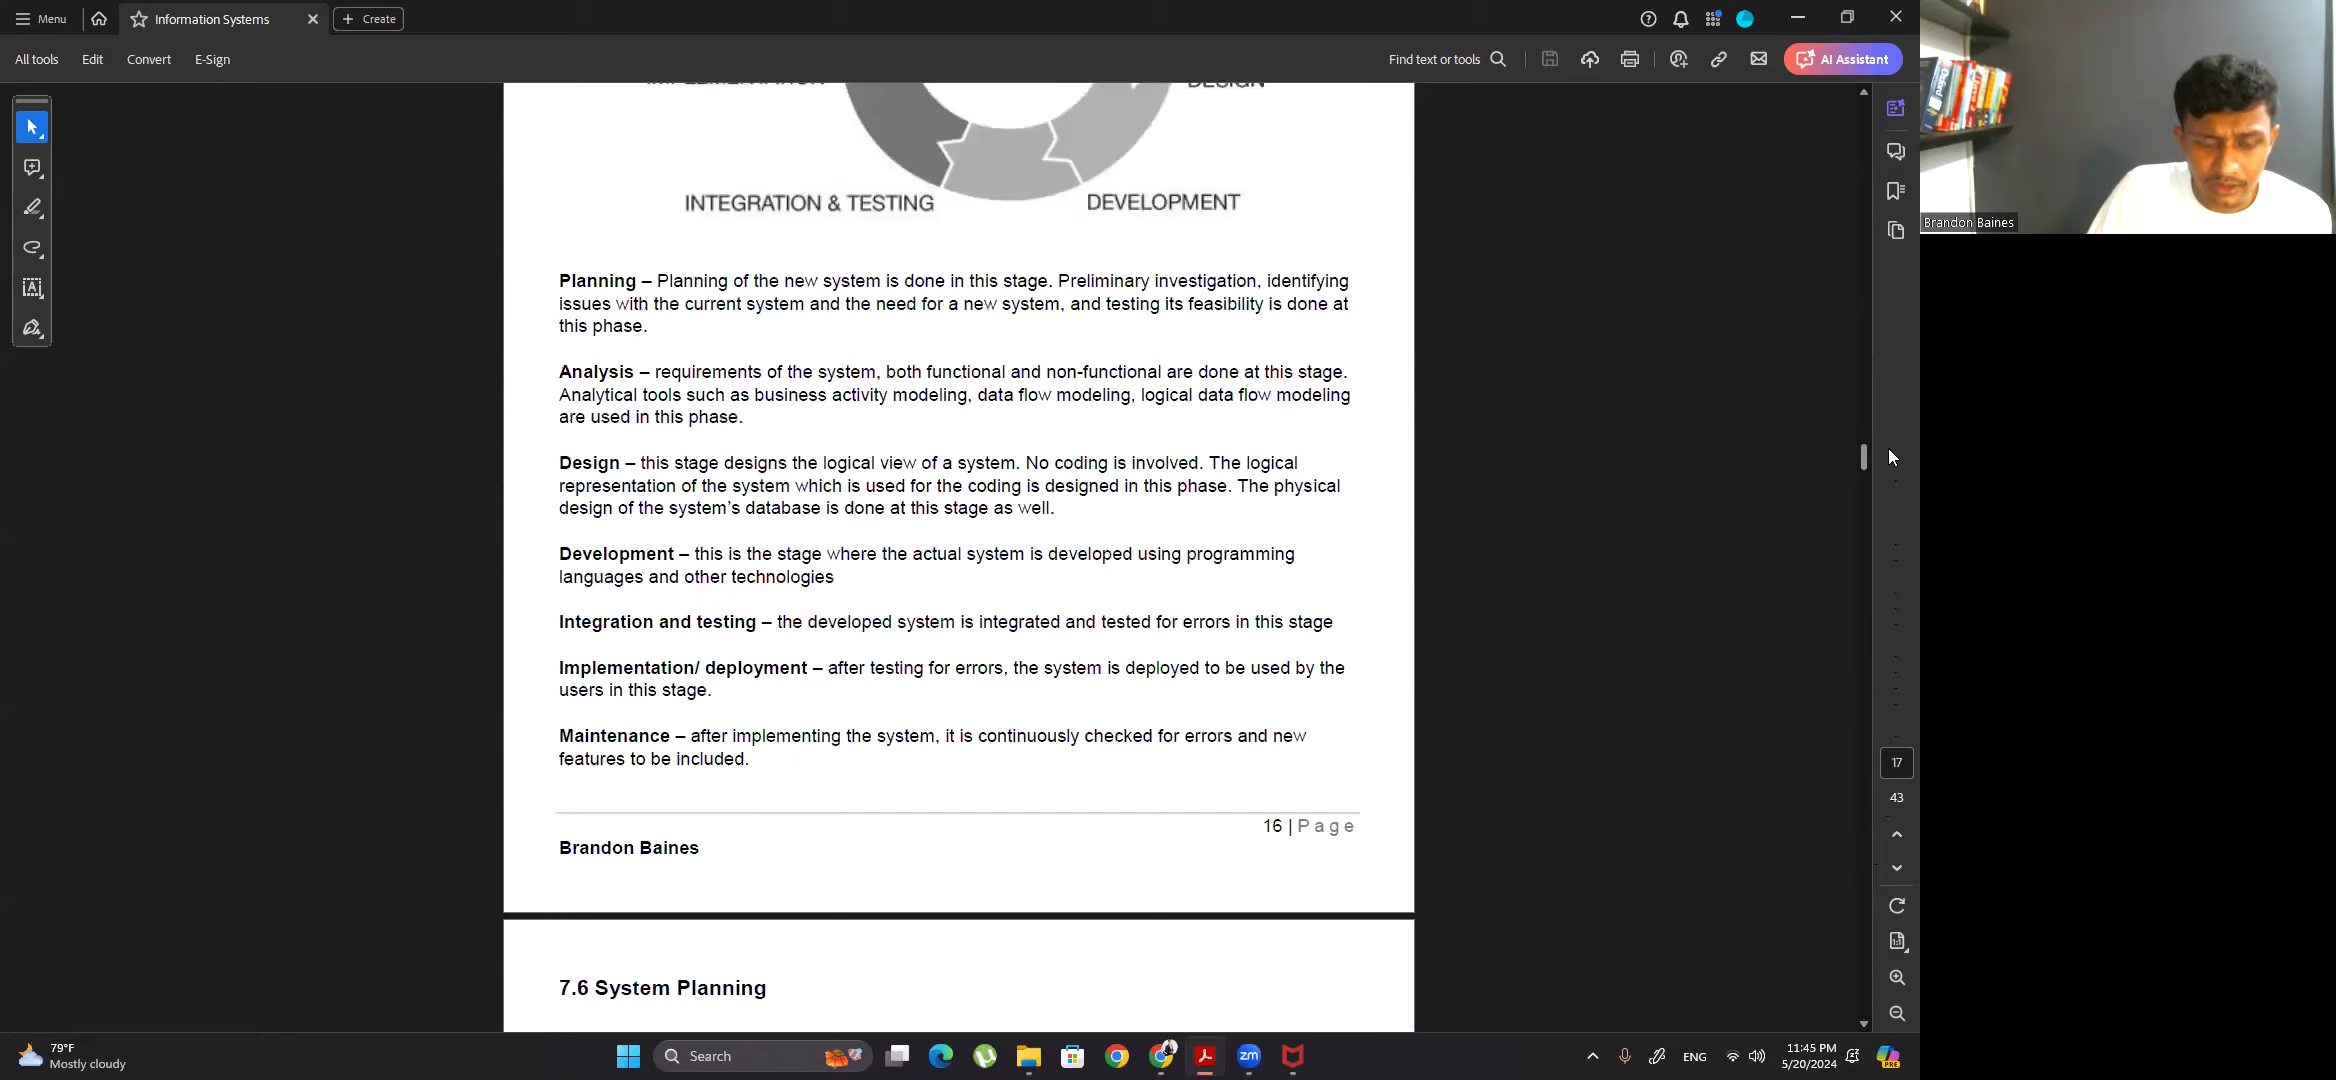 Menu
Information Systems
Create
All tools
Edit
Convert
E-Sign
Find text or tools
AI Assistant
DESIGN
INTEGRATION & TESTING
DEVELOPMENT
Planning – Planning of the new system is done in this stage. Preliminary investigation, identifying
issues with the current system and the need for a new system, and testing its feasibility is done at
this phase.
Analysis – requirements of the system, both functional and non-functional are done at this stage.
Analytical tools such as business activity modeling, data flow modeling, logical data flow modeling
are used in this phase.
Design – this stage designs the logical view of a system. No coding is involved. The logical
representation of the system which is used for the coding is designed in this phase. The physical
design of the system's database is done at this stage as well.
Development – this is the stage where the actual system is developed using programming
languages and other technologies
Integration and testing – the developed system is integrated and tested for errors in this stage
Implementation/ deployment – after testing for errors, the system is deployed to be used by the
users in this stage.
Maintenance – after implementing the system, it is continuously checked for errors and new
features to be included.
16 | Page
Brandon Baines
7.6 System Planning
Brandon Baines
17
43
79°F
Mostly cloudy
Search
zm
ENG
11:45 PM
5/20/2024
PRE